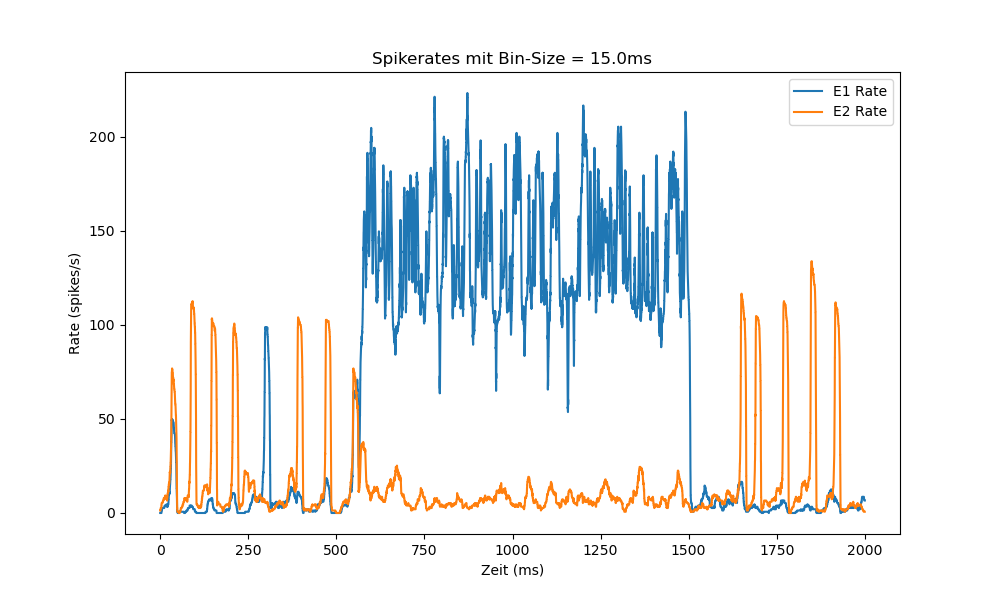 Spikerates mit Bin-Size = 15.0ms
E1 Rate
E2 Rate
Rate (spikes/s)
200
150
100
50
0
0 250 500 750 1000 1250 1500 1750 2000
Zeit (ms)